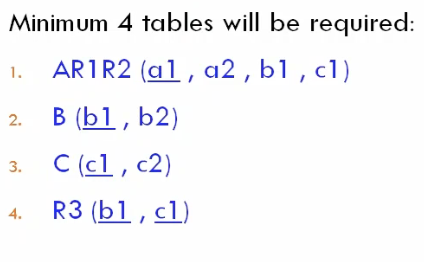 Minimum 4 tables will be required:
1. AR1R2 (a1 , a2 , b1 , c1)
2. B (b1 , b2)
3. C (c1 , c2)
4. R3 (b1 , c1)